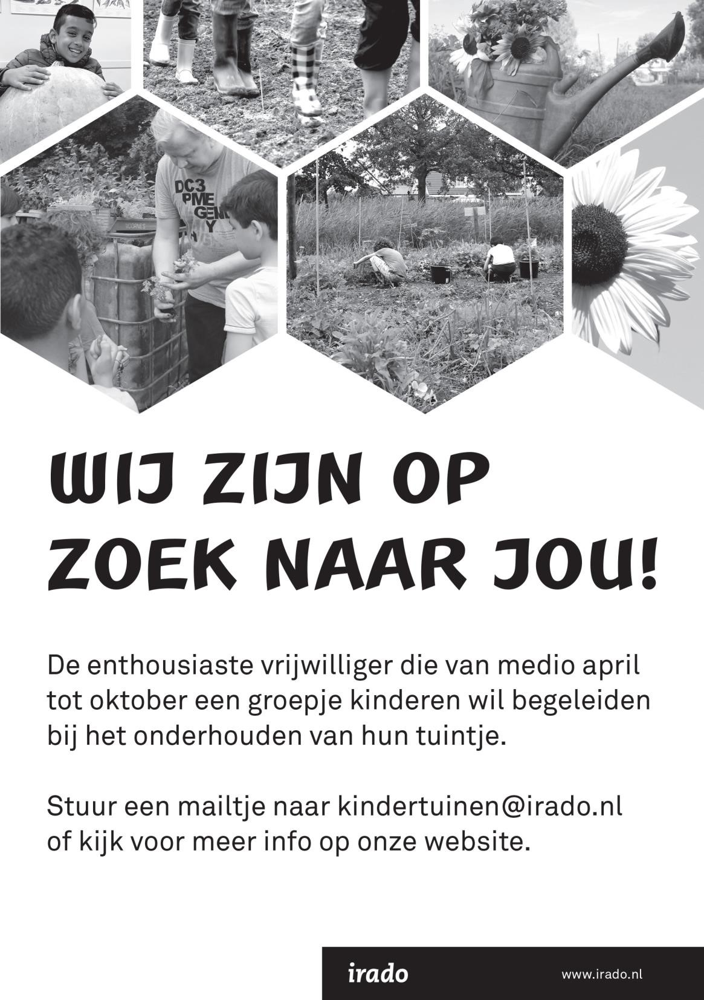 DC3
PME
GEN
Y
VOORNES
WIJ ZIJN OP
ZOEK NAAR JOU!
De enthousiaste vrijwilliger die van medio april
tot oktober een groepje kinderen wil begeleiden
bij het onderhouden van hun tuintje.
Stuur een mailtje naar kindertuinen@irado.nl
of kijk voor meer info op onze website.
irado
www.irado.nl